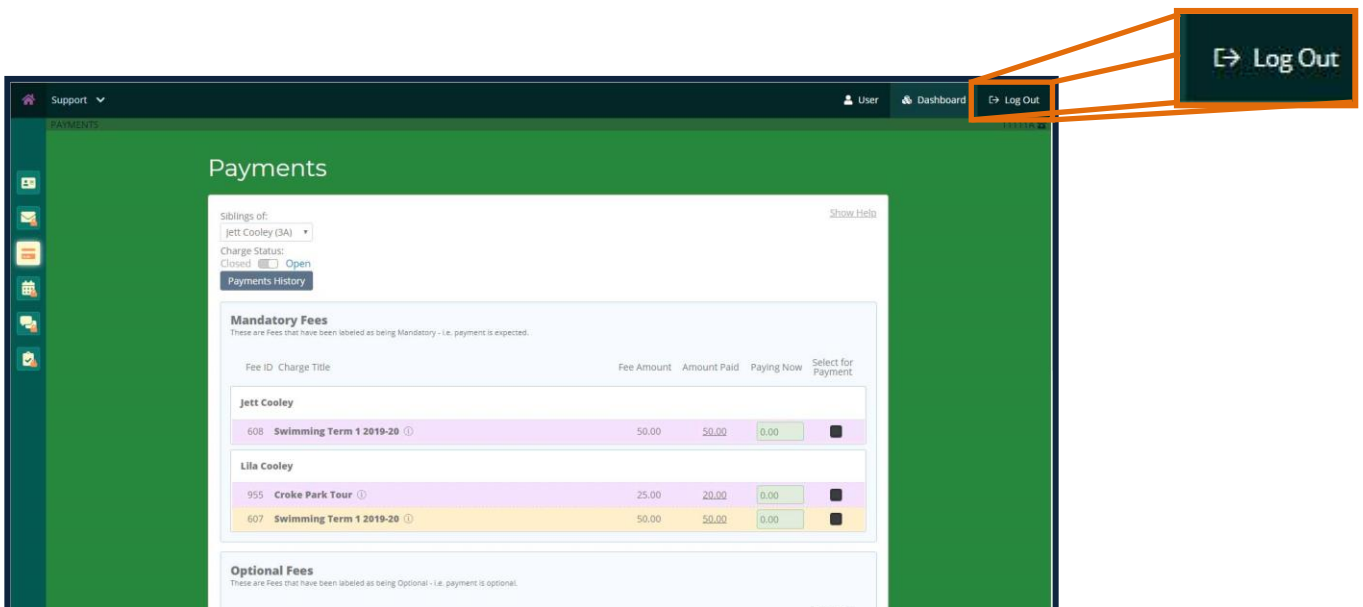 Log Out
Support
User
Dashboard
Log Out
PAYMENTS
11111A
Payments
Siblings of:
Show Help
Jett Cooley (3A)
Charge Status:
Closed Open
Payments History
Mandatory Fees
These are Fees that have been labeled as being Mandatory - i.e. payment is expected.
Fee ID Charge Title Fee Amount Amount Paid Paying Now Select for Payment
Jett Cooley
608 Swimming Term 1 2019-20 50.00 50.00 0.00
Lila Cooley
955 Croke Park Tour 25.00 20.00 0.00
607 Swimming Term 1 2019-20 50.00 50.00 0.00
Optional Fees
These are Fees that have been labeled as being Optional - i.e. payment is optional.